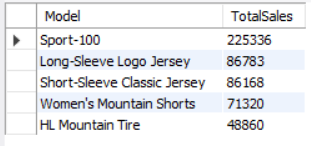 Model TotalSales
Sport-100 225336
Long-Sleeve Logo Jersey 86783
Short-Sleeve Classic Jersey 86168
Women's Mountain Shorts 71320
HL Mountain Tire 48860